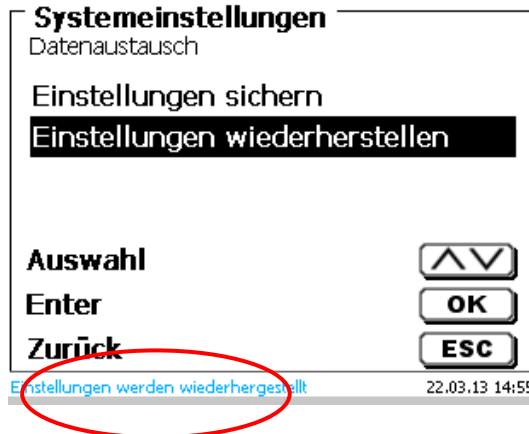 Systemeinstellungen
Datenaustausch
Einstellungen sichern
Einstellungen wiederherstellen
Auswahl
Enter OK
Zurück ESC
Einstellungen werden wiederhergestellt 22.03.13 14:55